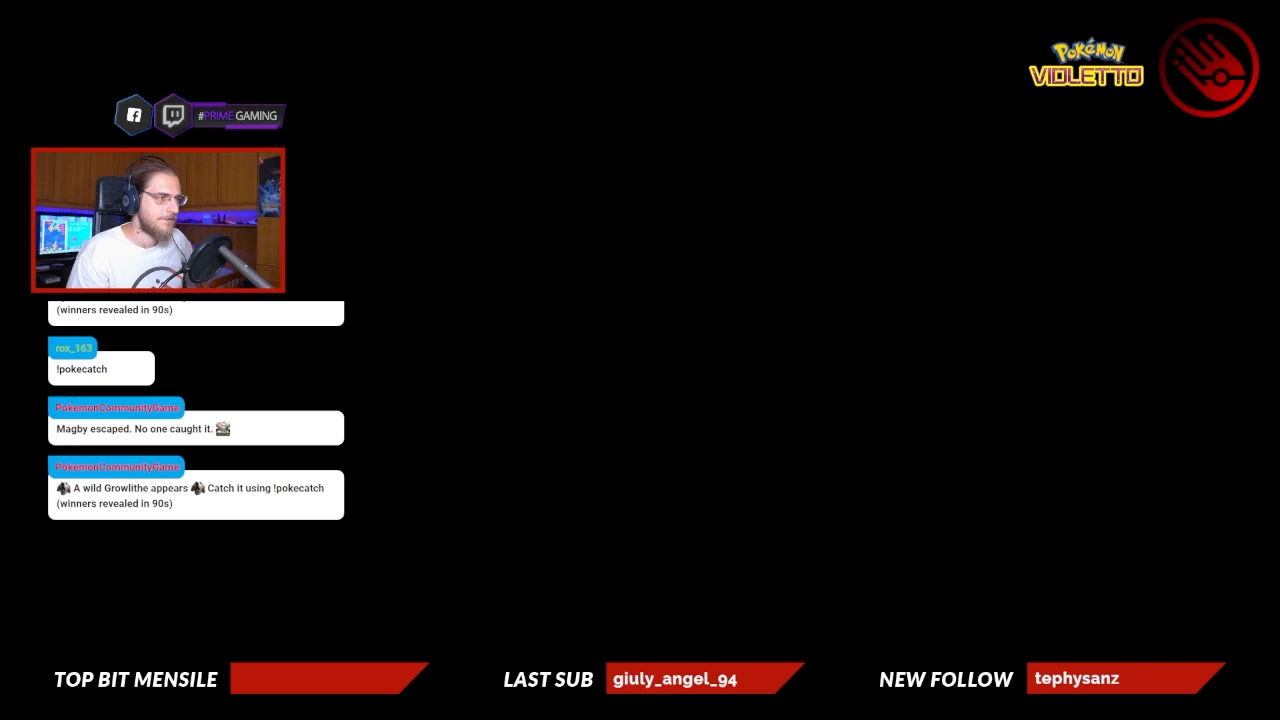 POKéMON
VIOLETTO
#PRIME GAMING
(winners revealed in 90s)
rox_163
!pokecatch
PokemonCommunityGame
Magby escaped. No one caught it.
PokemonCommunityGame
A wild Growlithe appears Catch it using !pokecatch
(winners revealed in 90s)
TOP BIT MENSILE
LAST SUB giuly_angel_94
NEW FOLLOW tephysanz